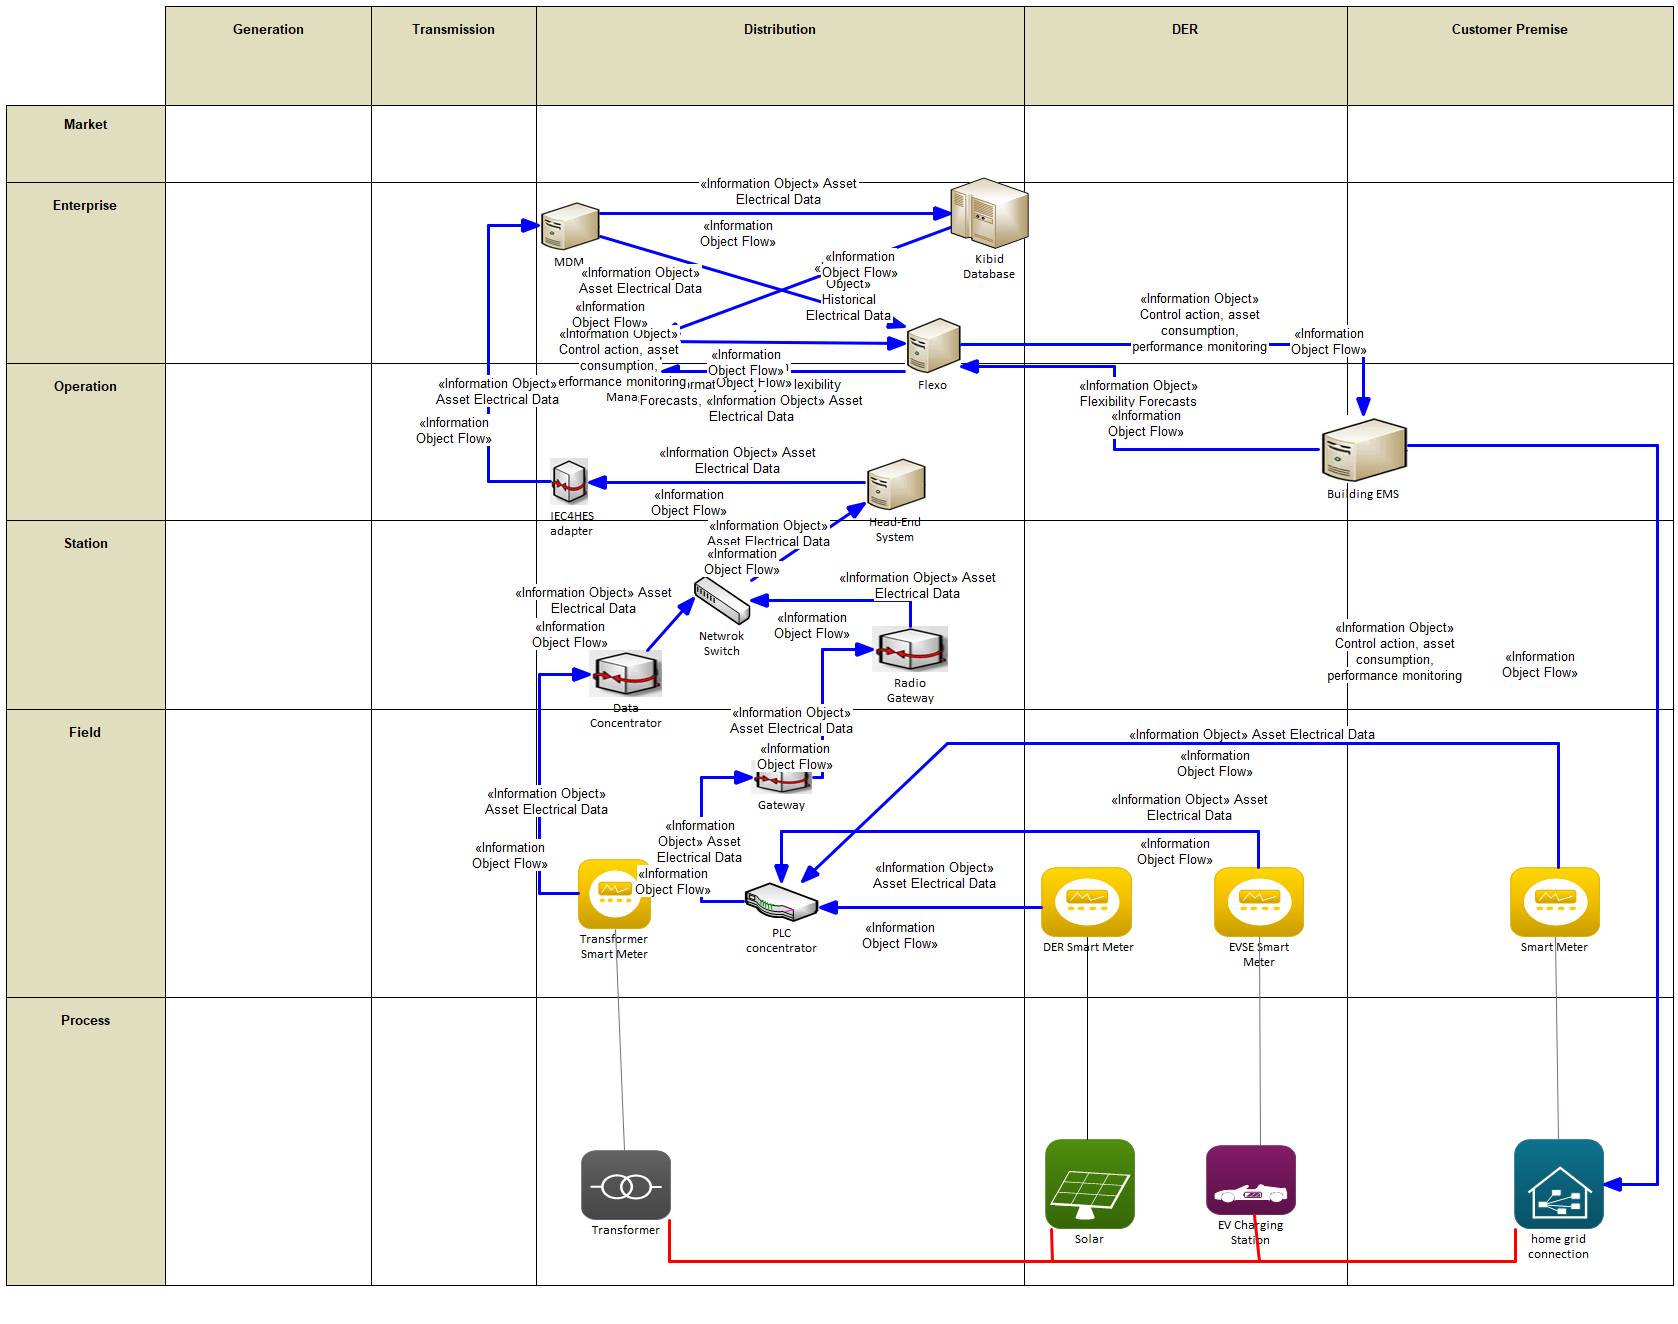 Generation
Transmission
Distribution
DER
Customer Premise
Market
Enterprise
Operation
Station
Field
Process
«Information Object» Asset
Electrical Data
«Information
Object Flow»
MDM
Kibid
Database
«Information Object»
Asset Electrical Data
«Information
Object Flow»
«
Object»
Historical
Electrical Data
«Information
Object Flow»
«Information Object»
Control action, asset
consumption,
performance monitoring
«Information
Object Flow»
«Information Object»
Control action, asset
consumption,
erformance monitoring
«Information
Object Flow»
Object Flow»
lexibility
Forecasts, «Information Object» Asset
Electrical Data
Mana
Flexo
«Information Object»
Asset Electrical Data
«Information
Object Flow»
«Information Object»
Flexibility Forecasts
«Information
Object Flow»
Building EMS
«Information Object» Asset
Electrical Data
«Information
Object Flow»
IEC4HES
adapter
Head-End
System
«Information Object»
Asset Electrical Data
«Information
Object Flow»
«Information Object» Asset
Electrical Data
«Information
Object Flow»
Netwrok
Switch
«Information Object» Asset
Electrical Data
«Information
Object Flow»
Radio
Gateway
Data
Concentrator
«Information Object»
Control action, asset
consumption,
performance monitoring
«Information
Object Flow»
«Information Object»
Asset Electrical Data
«Information
Object Flow»
Gateway
«Information Object» Asset Electrical Data
«Information
Object Flow»
«Information Object»
Asset Electrical Data
«Information
Object Flow»
«Information
Object» Asset
Electrical Data
«Information
Object Flow»
«Information Object» Asset
Electrical Data
«Information
Object Flow»
«Information Object»
Asset Electrical Data
«Information
Object Flow»
Transformer
Smart Meter
PLC
concentrator
DER Smart Meter
EVSE Smart
Meter
Smart Meter
Transformer
Solar
EV Charging
Station
home grid
connection